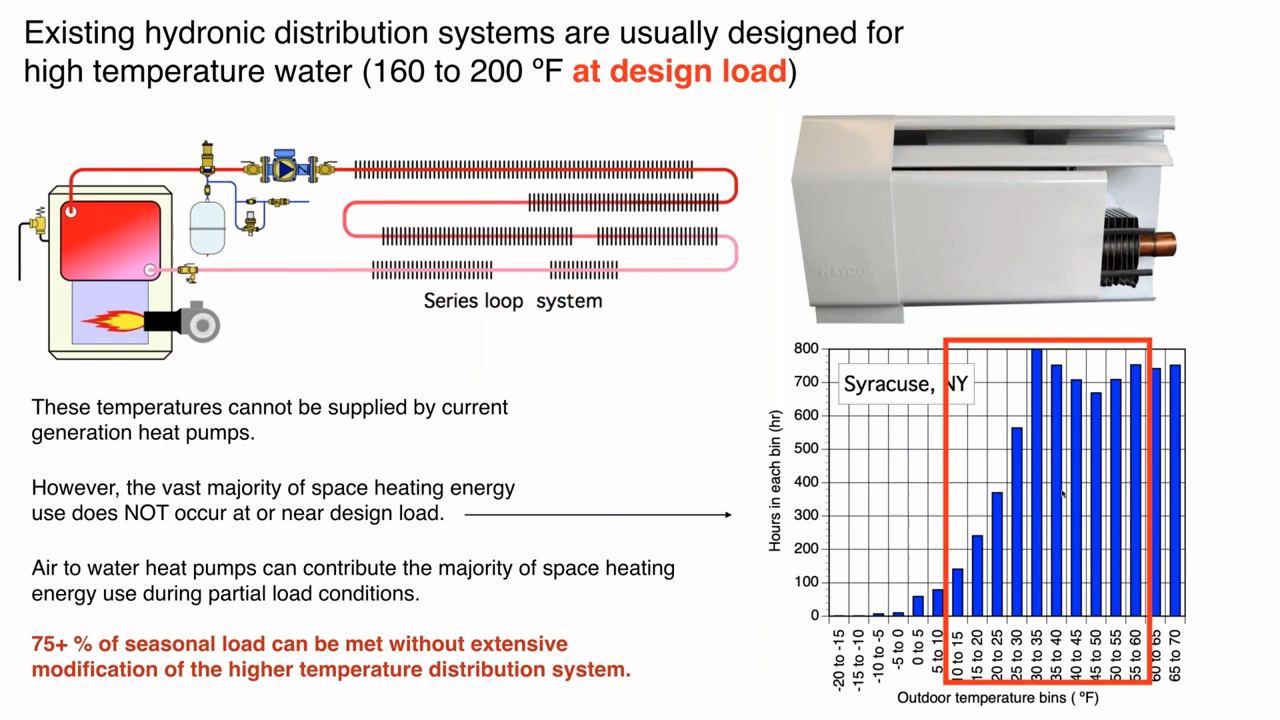 Existing hydronic distribution systems are usually designed for
high temperature water (160 to 200 ºF at design load)
Series loop system
These temperatures cannot be supplied by current
generation heat pumps.
However, the vast majority of space heating energy
use does NOT occur at or near design load.
Air to water heat pumps can contribute the majority of space heating
energy use during partial load conditions.
75+ % of seasonal load can be met without extensive
modification of the higher temperature distribution system.
Syracuse, NY
Hours in each bin (hr)
800
700
600
500
400
300
200
100
0
-20 to -15
-15 to -10
-10 to -5
-5 to 0
0 to 5
5 to 10
10 to 15
15 to 20
20 to 25
25 to 30
30 to 35
35 to 40
40 to 45
45 to 50
50 to 55
55 to 60
60 to 65
65 to 70
Outdoor temperature bins ( ºF)